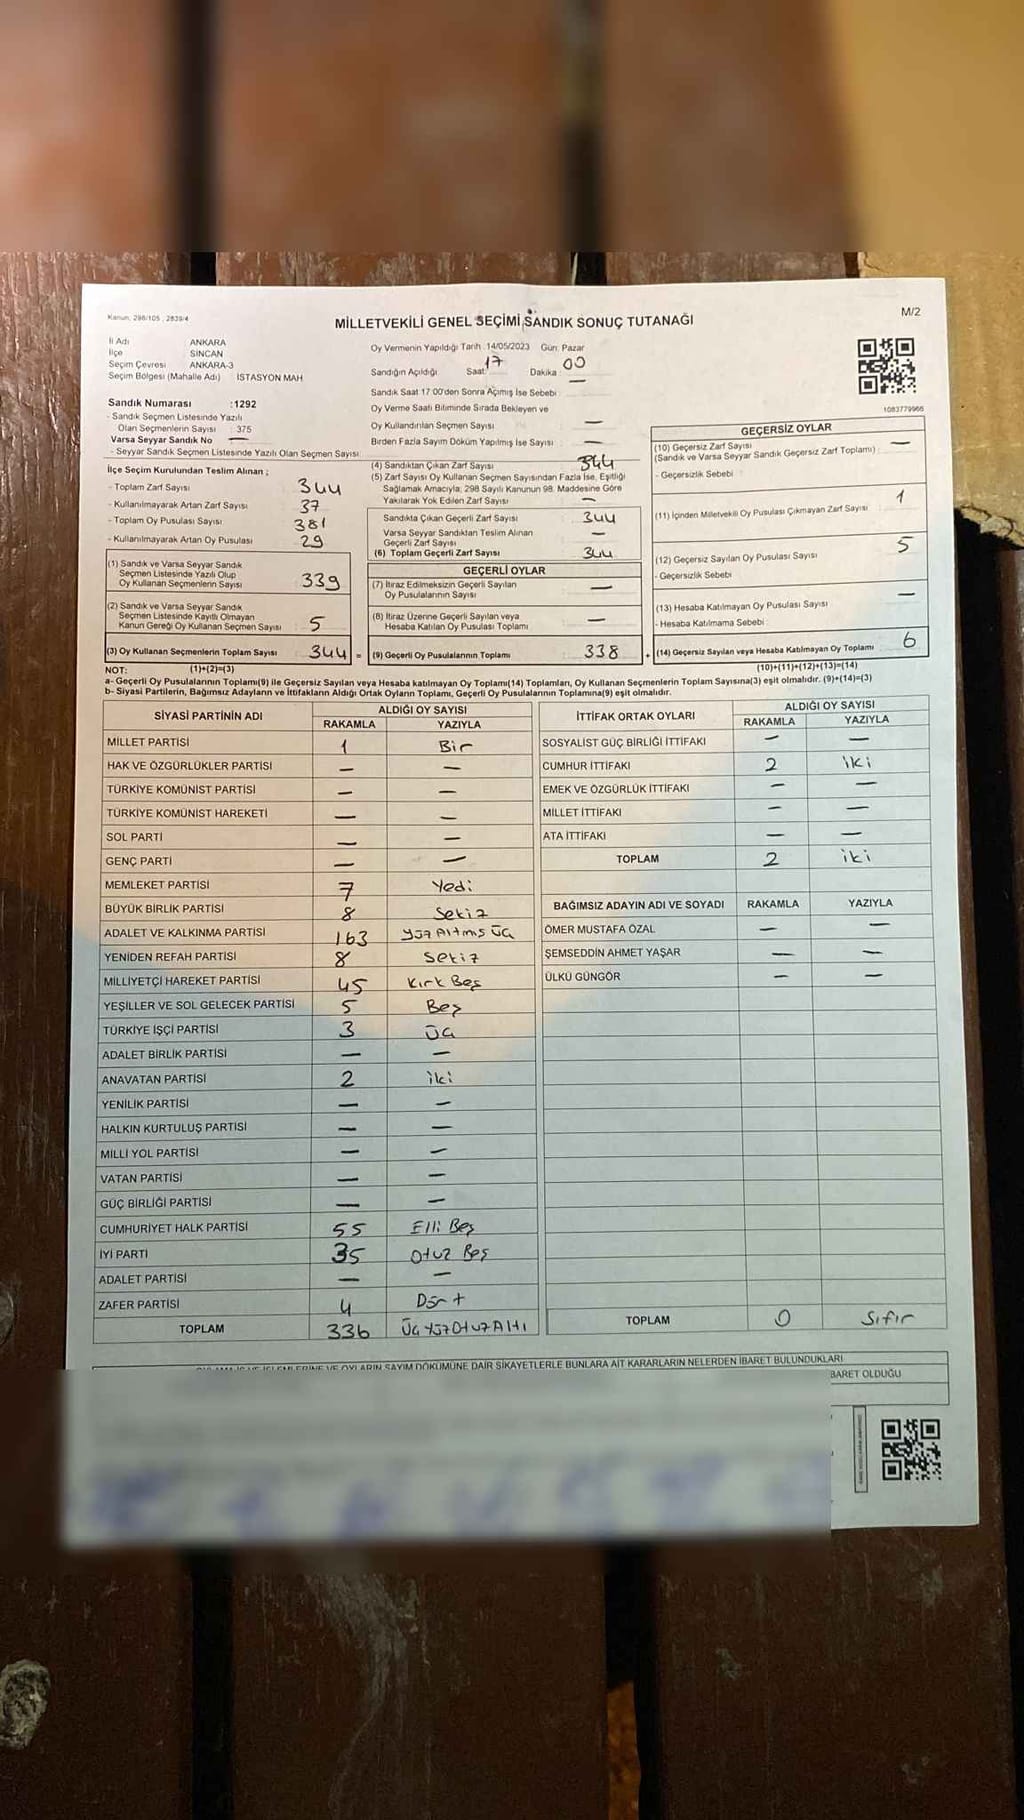 Kanun: 298/105 , 2839/4
M/2
MİLLETVEKİLİ GENEL SEÇİMİ SANDIK SONUÇ TUTANAĞI
İl Adı ANKARA
İlçe SİNCAN
Seçim Çevresi ANKARA-3
Seçim Bölgesi (Mahalle Adı) İSTASYON MAH
Sandık Numarası :1292
- Sandık Seçmen Listesinde Yazılı
Olan Seçmenlerin Sayısı : 375
Varsa Seyyar Sandık No —
- Seyyar Sandık Seçmen Listesinde Yazılı Olan Seçmen Sayısı:
İlçe Seçim Kurulundan Teslim Alınan ;
- Toplam Zarf Sayısı 344
- Kullanılmayarak Artan Zarf Sayısı 37
- Toplam Oy Pusulası Sayısı 381
- Kullanılmayarak Artan Oy Pusulası 29
(1) Sandık ve Varsa Seyyar Sandık
Seçmen Listesinde Yazılı Olup
Oy Kullanan Seçmenlerin Sayısı 339
(2) Sandık ve Varsa Seyyar Sandık
Seçmen Listesinde Kayıtlı Olmayan
Kanun Gereği Oy Kullanan Seçmen Sayısı 5
(3) Oy Kullanan Seçmenlerin Toplam Sayısı 344 =
Oy Vermenin Yapıldığı Tarih :14/05/2023 Gün: Pazar
Sandığın Açıldığı Saat: 17 Dakika : 00
Sandık Saat 17:00'den Sonra Açımış İse Sebebi : —
Oy Verme Saati Bitiminde Sırada Bekleyen ve
Oy Kullandırılan Seçmen Sayısı —
Birden Fazla Sayım Döküm Yapılmış İse Sayısı : —
(4) Sandıktan Çıkan Zarf Sayısı 344
(5) Zarf Sayısı Oy Kullanan Seçmen Sayısından Fazla İse, Eşitliği
Sağlamak Amacıyla, 298 Sayılı Kanunun 98. Maddesine Göre
Yakılarak Yok Edilen Zarf Sayısı —
Sandıkta Çıkan Geçerli Zarf Sayısı 344
Varsa Seyyar Sandıktan Teslim Alınan
Geçerli Zarf Sayısı —
(6) Toplam Geçerli Zarf Sayısı 344
GEÇERLİ OYLAR
(7) İtiraz Edilmeksizin Geçerli Sayılan
Oy Pusulalarının Sayısı —
(8) İtiraz Üzerine Geçerli Sayılan veya
Hesaba Katılan Oy Pusulası Toplamı —
(9) Geçerli Oy Pusulalarının Toplamı 338 +
1083779966
GEÇERSİZ OYLAR
(10) Geçersiz Zarf Sayısı —
(Sandık ve Varsa Seyyar Sandık Geçersiz Zarf Toplamı) :
- Geçersizlik Sebebi :
(11) İçinden Milletvekili Oy Pusulası Çıkmayan Zarf Sayısı 1
(12) Geçersiz Sayılan Oy Pusulası Sayısı 5
- Geçersizlik Sebebi
(13) Hesaba Katılmayan Oy Pusulası Sayısı —
- Hesaba Katılmama Sebebi :
(14) Geçersiz Sayılan veya Hesaba Katılmayan Oy Toplamı 6
NOT: (1)+(2)=(3) (10)+(11)+(12)+(13)=(14)
a- Geçerli Oy Pusulalarının Toplamı(9) ile Geçersiz Sayılan veya Hesaba Katılmayan Oy Toplamı(14) Toplamları, Oy Kullanan Seçmenlerin Toplam Sayısına(3) eşit olmalıdır. (9)+(14)=(3)
b- Siyasi Partilerin, Bağımsız Adayların ve İttifakların Aldığı Ortak Oyların Toplamı, Geçerli Oy Pusulalarının Toplamına(9) eşit olmalıdır.
SİYASİ PARTİNİN ADI ALDIĞI OY SAYISI
RAKAMLA YAZIYLA
MİLLET PARTİSİ 1 Bir
HAK VE ÖZGÜRLÜKLER PARTİSİ — —
TÜRKİYE KOMÜNİST PARTİSİ — —
TÜRKİYE KOMÜNİST HAREKETİ — —
SOL PARTİ — —
GENÇ PARTİ — —
MEMLEKET PARTİSİ 7 Yedi
BÜYÜK BİRLİK PARTİSİ 8 Sekiz
ADALET VE KALKINMA PARTİSİ 163 YüzAltmış Üç
YENİDEN REFAH PARTİSİ 8 Sekiz
MİLLİYETÇİ HAREKET PARTİSİ 45 Kırk Beş
YEŞİLLER VE SOL GELECEK PARTİSİ 5 Beş
TÜRKİYE İŞÇİ PARTİSİ 3 Üç
ADALET BİRLİK PARTİSİ — —
ANAVATAN PARTİSİ 2 iki
YENİLİK PARTİSİ — —
HALKIN KURTULUŞ PARTİSİ — —
MİLLİ YOL PARTİSİ — —
VATAN PARTİSİ — —
GÜÇ BİRLİĞİ PARTİSİ — —
CUMHURİYET HALK PARTİSİ 55 Elli Beş
İYİ PARTİ 35 Otuz Beş
ADALET PARTİSİ — —
ZAFER PARTİSİ 4 Dört
TOPLAM 336 ÜçYüzOtuzAltı
İTTİFAK ORTAK OYLARI ALDIĞI OY SAYISI
RAKAMLA YAZIYLA
SOSYALİST GÜÇ BİRLİĞİ İTTİFAKI — —
CUMHUR İTTİFAKI 2 iki
EMEK VE ÖZGÜRLÜK İTTİFAKI — —
MİLLET İTTİFAKI — —
ATA İTTİFAKI — —
TOPLAM 2 iki
BAĞIMSIZ ADAYIN ADI VE SOYADI RAKAMLA YAZIYLA
ÖMER MUSTAFA ÖZAL — —
ŞEMSEDDİN AHMET YAŞAR — —
ÜLKÜ GÜNGÖR — —
TOPLAM 0 Sıfır
OYLARIN SAYIM DÖKÜMÜNE DAİR ŞİKAYETLERLE BUNLARA AİT KARARLARIN NELERDEN İBARET BULUNDUKLARI
BARET OLDUĞU